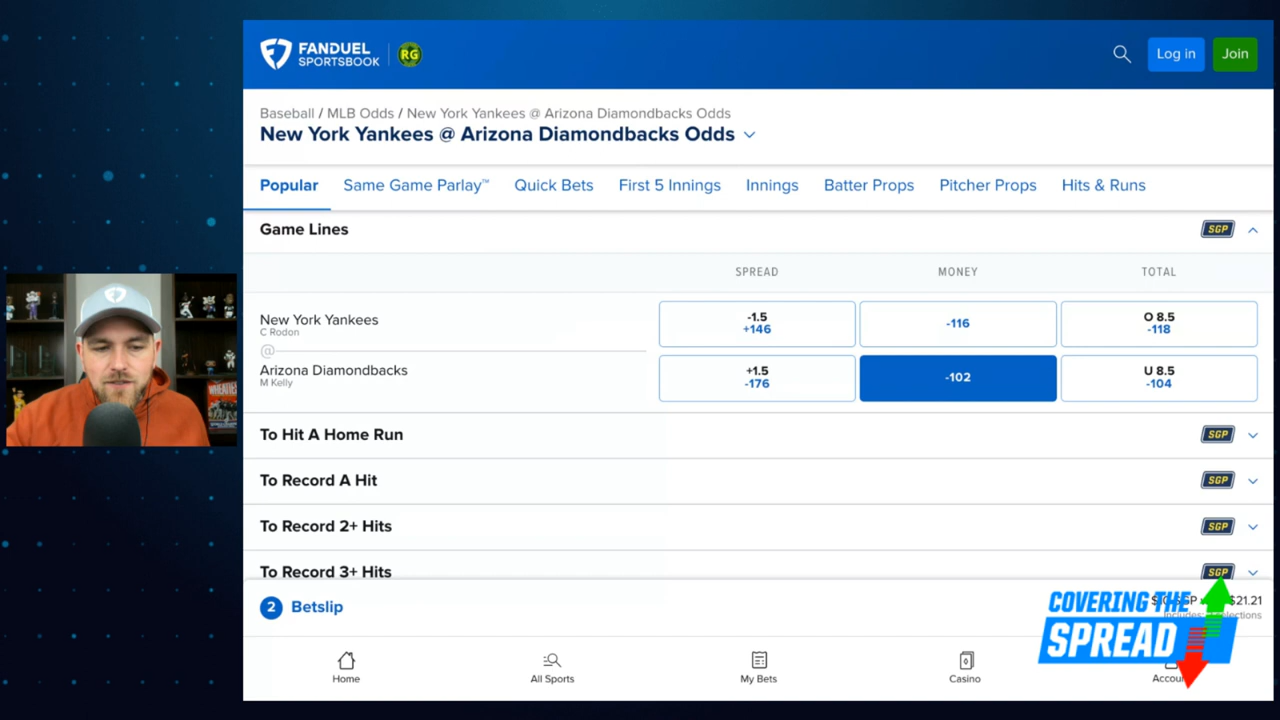 FANDUEL
SPORTSBOOK
RG
Log in
Join
Baseball / MLB Odds / New York Yankees @ Arizona Diamondbacks Odds
New York Yankees @ Arizona Diamondbacks Odds
Popular Same Game Parlay™ Quick Bets First 5 Innings Innings Batter Props Pitcher Props Hits & Runs
Game Lines SGP
SPREAD MONEY TOTAL
New York Yankees
C Rodon
-1.5
+146
-116
O 8.5
-118
@
Arizona Diamondbacks
M Kelly
+1.5
-176
-102
U 8.5
-104
To Hit A Home Run SGP
To Record A Hit SGP
To Record 2+ Hits SGP
To Record 3+ Hits SGP
2 Betslip
$21.21
COVERING THE
SPREAD
Home
All Sports
My Bets
Casino
WHEATIES